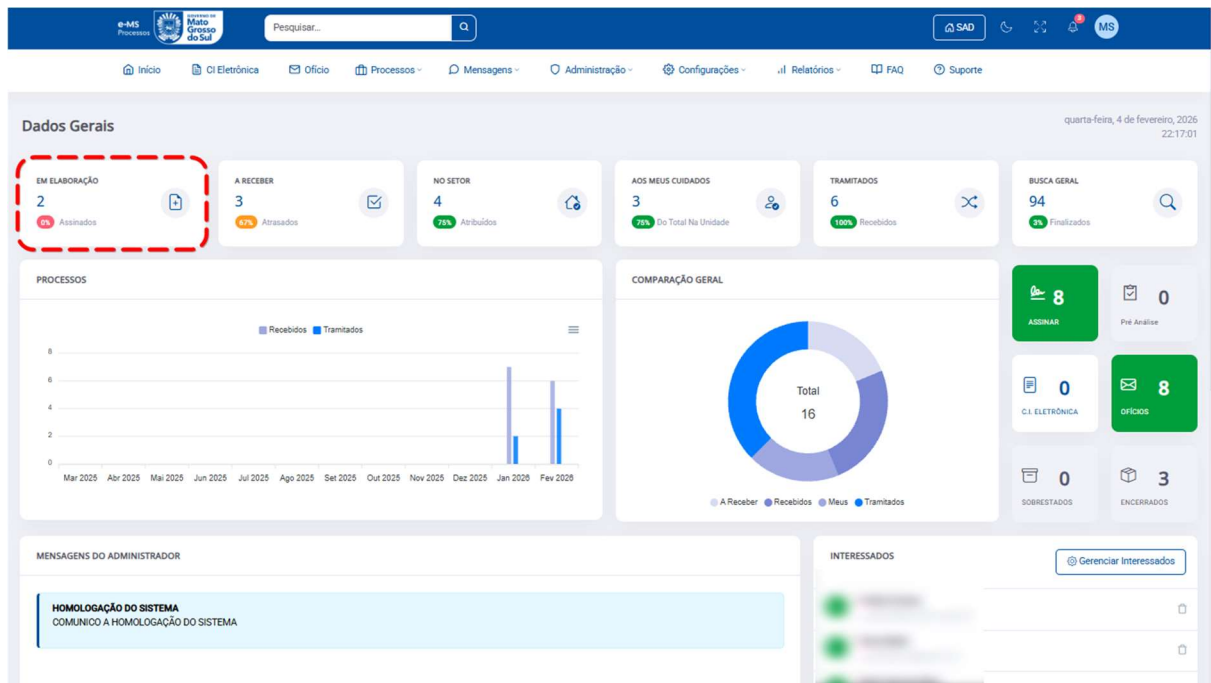 e-MS
Processos
GOVERNO DE
Mato
Grosso
do Sul
Pesquisar...
SAD
8
MS
Início
CI Eletrônica
Ofício
Processos
Mensagens
Administração
Configurações
Relatórios
FAQ
Suporte
Dados Gerais
quarta-feira, 4 de fevereiro, 2026
22:17:01
EM ELABORAÇÃO
2
0% Assinados
A RECEBER
3
67% Atrasados
NO SETOR
4
75% Atribuídos
AOS MEUS CUIDADOS
3
75% Do Total Na Unidade
TRAMITADOS
6
100% Recebidos
BUSCA GERAL
94
3% Finalizados
PROCESSOS
Recebidos Tramitados
8
6
4
2
0
Mar 2025 Abr 2025 Mai 2025 Jun 2025 Jul 2025 Ago 2025 Set 2025 Out 2025 Nov 2025 Dez 2025 Jan 2026 Fev 2026
COMPARAÇÃO GERAL
Total
16
A Receber Recebidos Meus Tramitados
8
ASSINAR
0
Pré Análise
0
C.I. ELETRÔNICA
8
OFÍCIOS
0
SOBRESTADOS
3
ENCERRADOS
MENSAGENS DO ADMINISTRADOR
HOMOLOGAÇÃO DO SISTEMA
COMUNICO A HOMOLOGAÇÃO DO SISTEMA
INTERESSADOS
Gerenciar Interessados